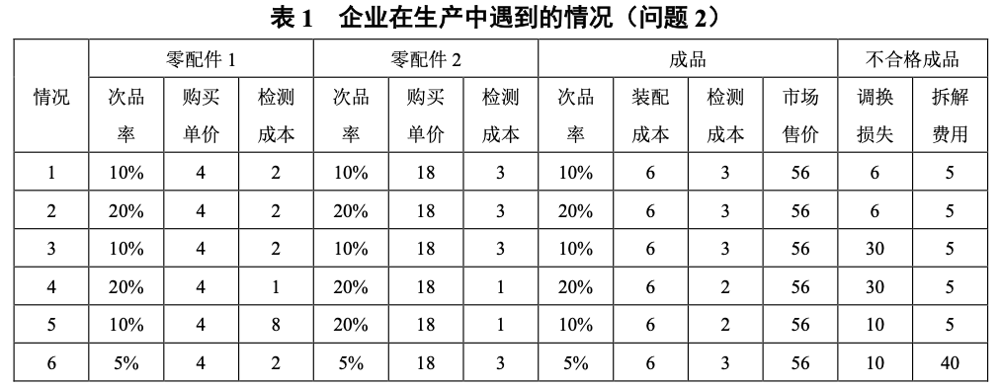 表 1 企业在生产中遇到的情况（问题 2）
零配件 1 零配件 2 成品 不合格成品
情况 次品率 购买单价 检测成本 次品率 购买单价 检测成本 次品率 装配成本 检测成本 市场售价 调换损失 拆解费用
1 10% 4 2 10% 18 3 10% 6 3 56 6 5
2 20% 4 2 20% 18 3 20% 6 3 56 6 5
3 10% 4 2 10% 18 3 10% 6 3 56 30 5
4 20% 4 1 20% 18 1 20% 6 2 56 30 5
5 10% 4 8 20% 18 1 10% 6 2 56 10 5
6 5% 4 2 5% 18 3 5% 6 3 56 10 40